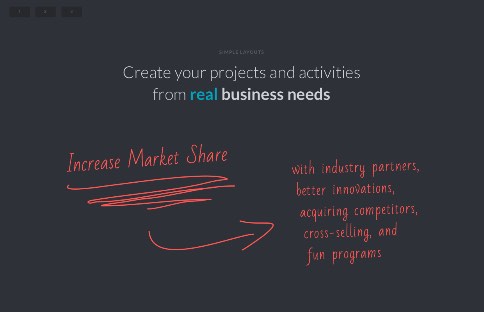 SIMPLE LAYOUTS
Create your projects and activities
from real business needs
Increase Market Share
with industry partners,
better innovations,
acquiring competitors,
cross-selling, and
fun programs